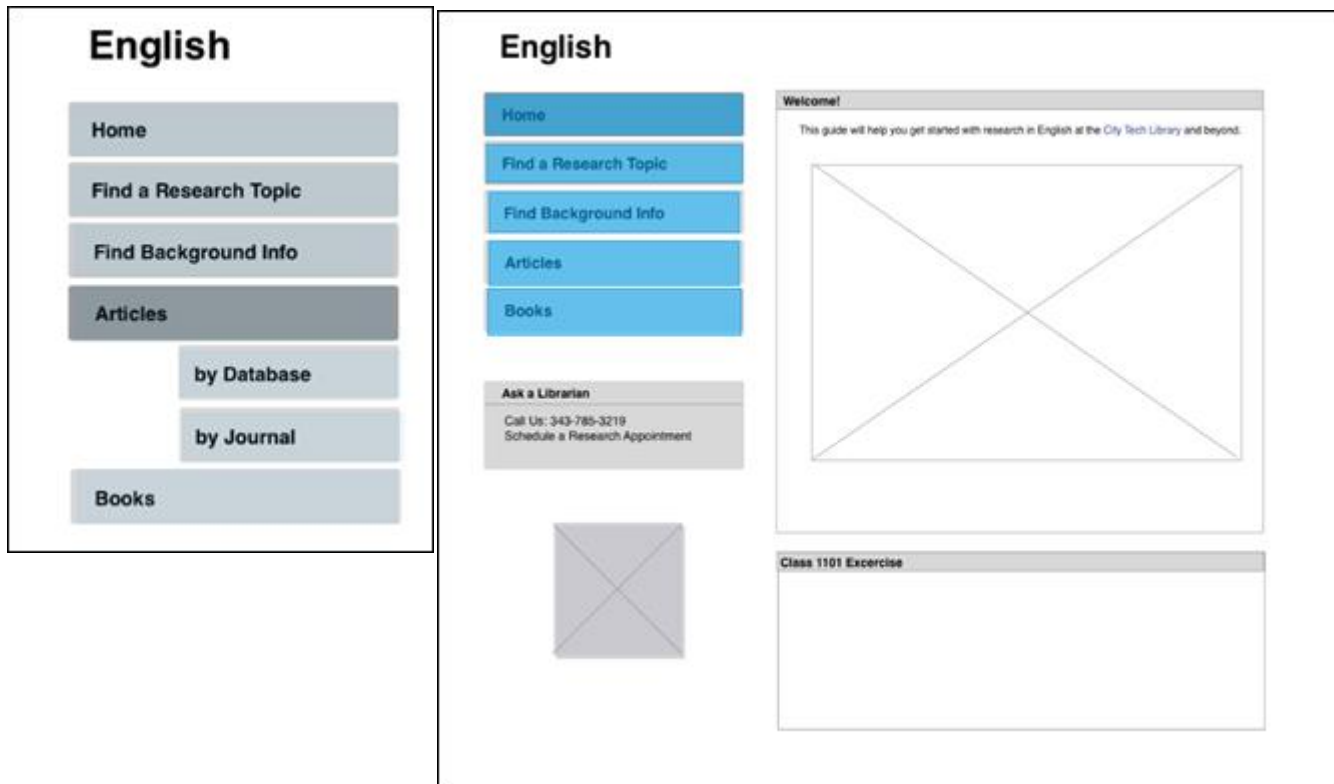 English
Home
Find a Research Topic
Find Background Info
Articles
by Database
by Journal
Books
English
Home
Find a Research Topic
Find Background Info
Articles
Books
Ask a Librarian
Call Us: 343-785-3219
Schedule a Research Appointment
Welcome!
This guide will help you get started with research in English at the City Tech Library and beyond.
Class 1101 Excercise